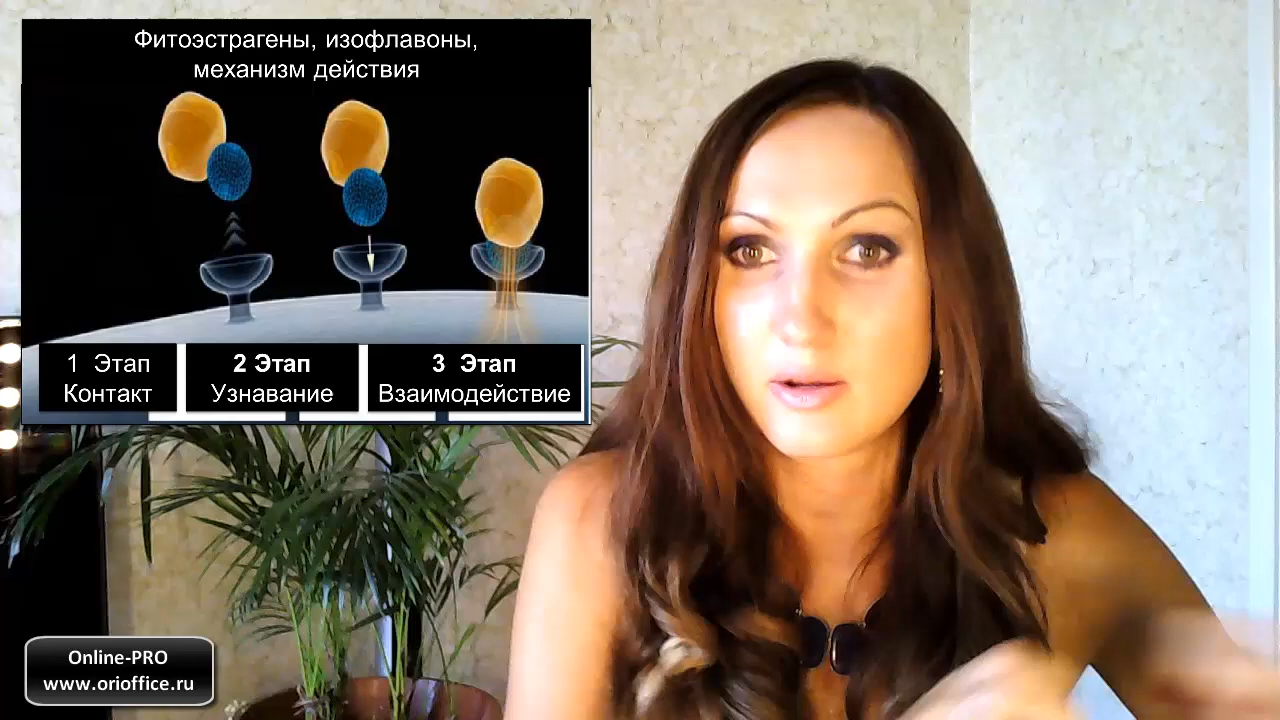 Фитоэстрагены, изофлавоны,
механизм действия
1 Этап
Контакт
2 Этап
Узнавание
3 Этап
Взаимодействие
Online-PRO
www.orioffice.ru